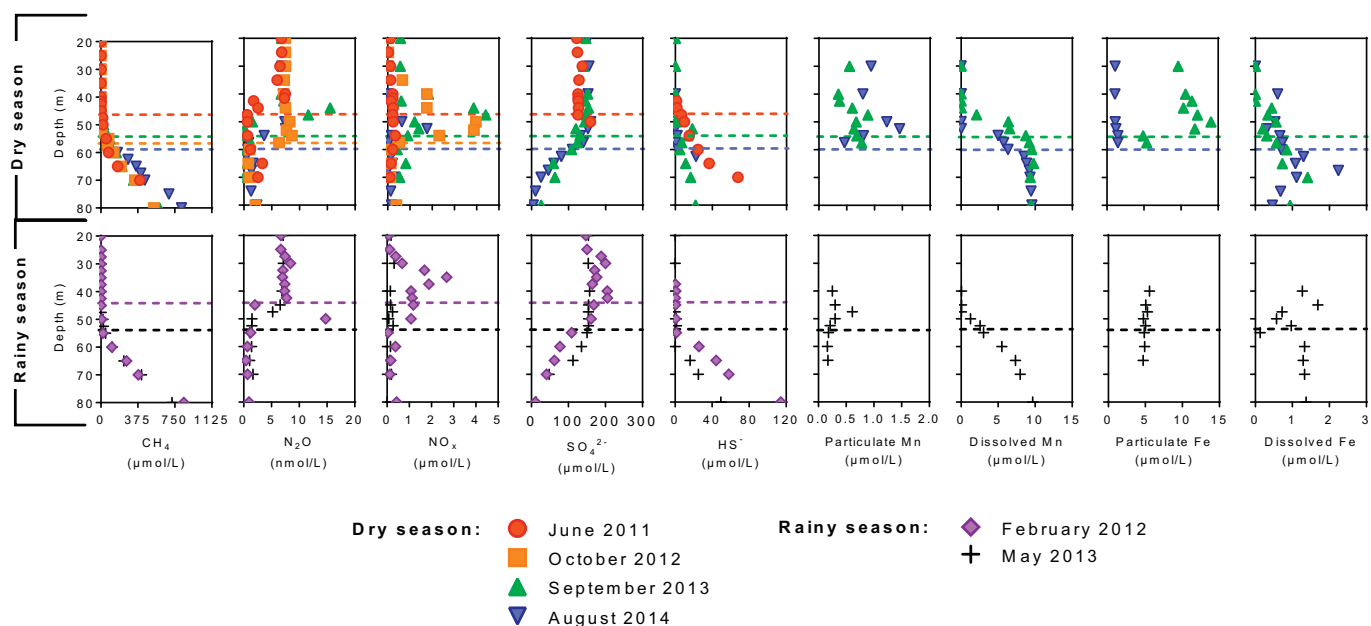 Dry season
Depth (m)
20
30
40
50
60
70
80
20
30
40
50
60
70
80
Rainy season
Depth (m)
0 375 750 1125
0 5 10 15 20
0 1 2 3 4 5
0 100 200 300
0 40 80 120
0.0 0.5 1.0 1.5 2.0
0 5 10 15
0 5 10 15
0 1 2 3
CH₄
(µmol/L)
N₂O
(nmol/L)
NOₓ
(µmol/L)
SO₄²⁻
(µmol/L)
HS⁻
(µmol/L)
Particulate Mn
(µmol/L)
Dissolved Mn
(µmol/L)
Particulate Fe
(µmol/L)
Dissolved Fe
(µmol/L)
Dry season:
June 2011
October 2012
September 2013
August 2014
Rainy season:
February 2012
May 2013